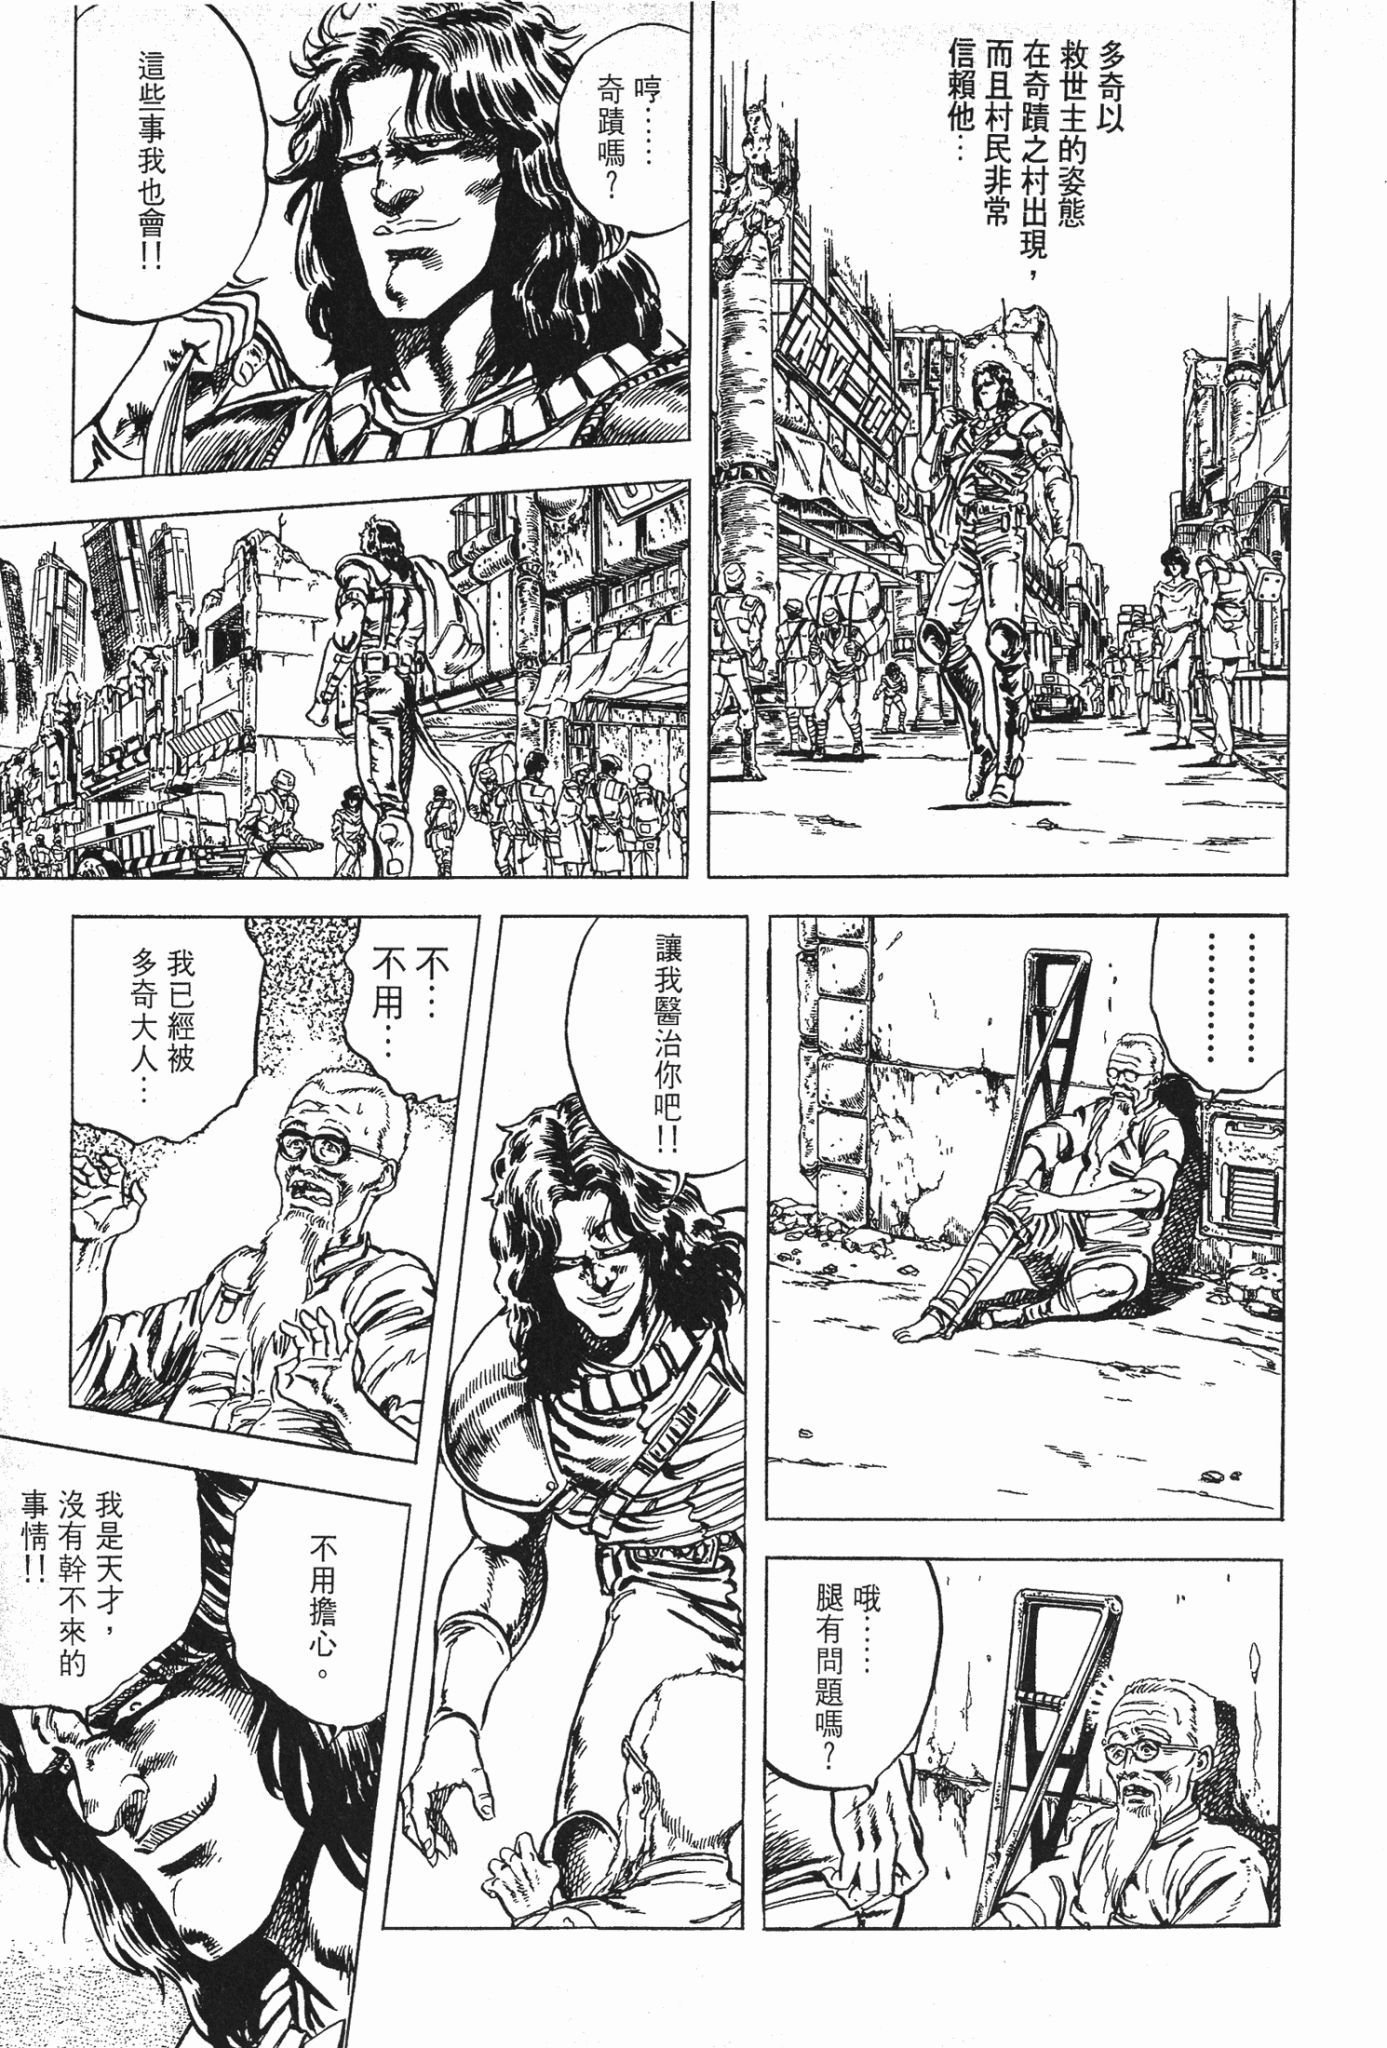 多奇以
救世主的姿態
在奇蹟之村出現，
而且村民非常
信賴他…
哼……
奇蹟嗎？
這些事我也會!!
…………
…………
哦……
腿有問題嗎？
讓我醫治你吧!!
不…
不用…
我已經被
多奇大人…
不用擔心。
我是天才，
沒有幹不來的
事情!!